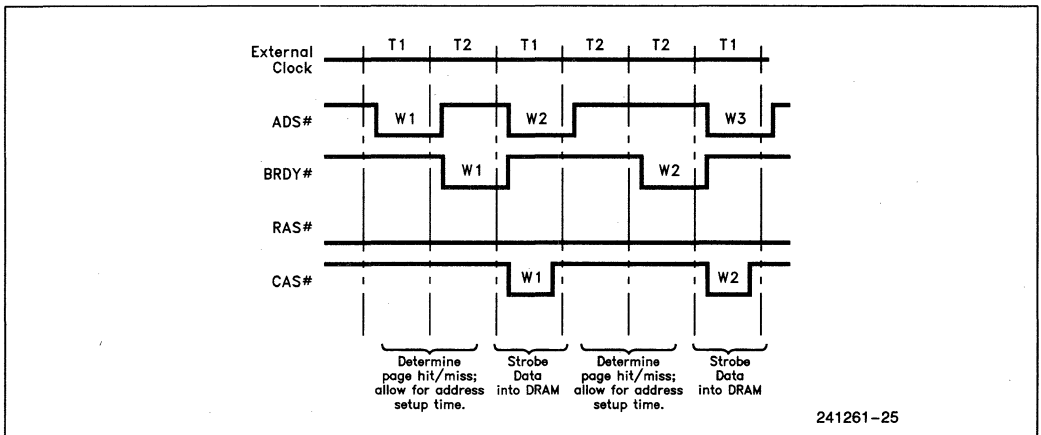 External Clock T1 T2 T1 T2 T2 T1
ADS# W1 W2 W3
BRDY# W1 W2
RAS#
CAS# W1 W2
Determine page hit/miss; allow for address setup time.
Strobe Data into DRAM
Determine page hit/miss; allow for address setup time.
Strobe Data into DRAM
241261-25